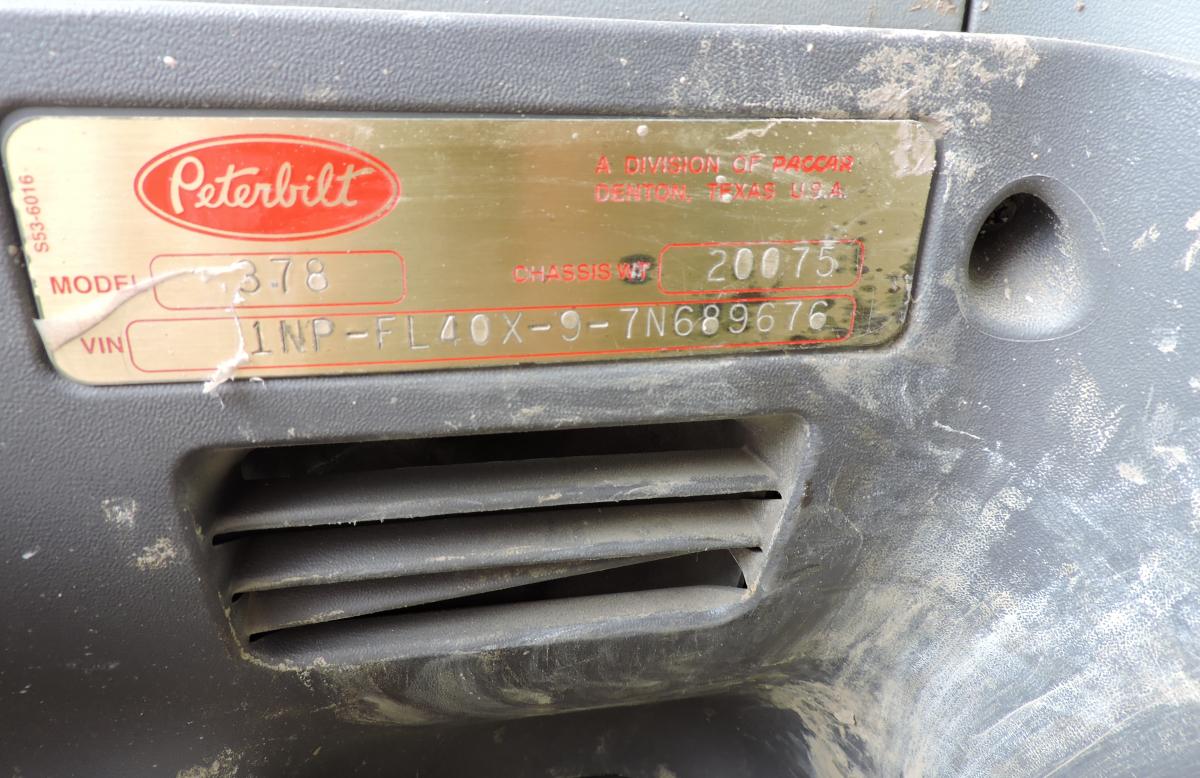 Peterbilt
A DIVISION OF PACCAR
DENTON, TEXAS U.S.A.
S53-6016
MODEL 378
CHASSIS WT 20075
VIN 1NP-FL40X-9-7N689676